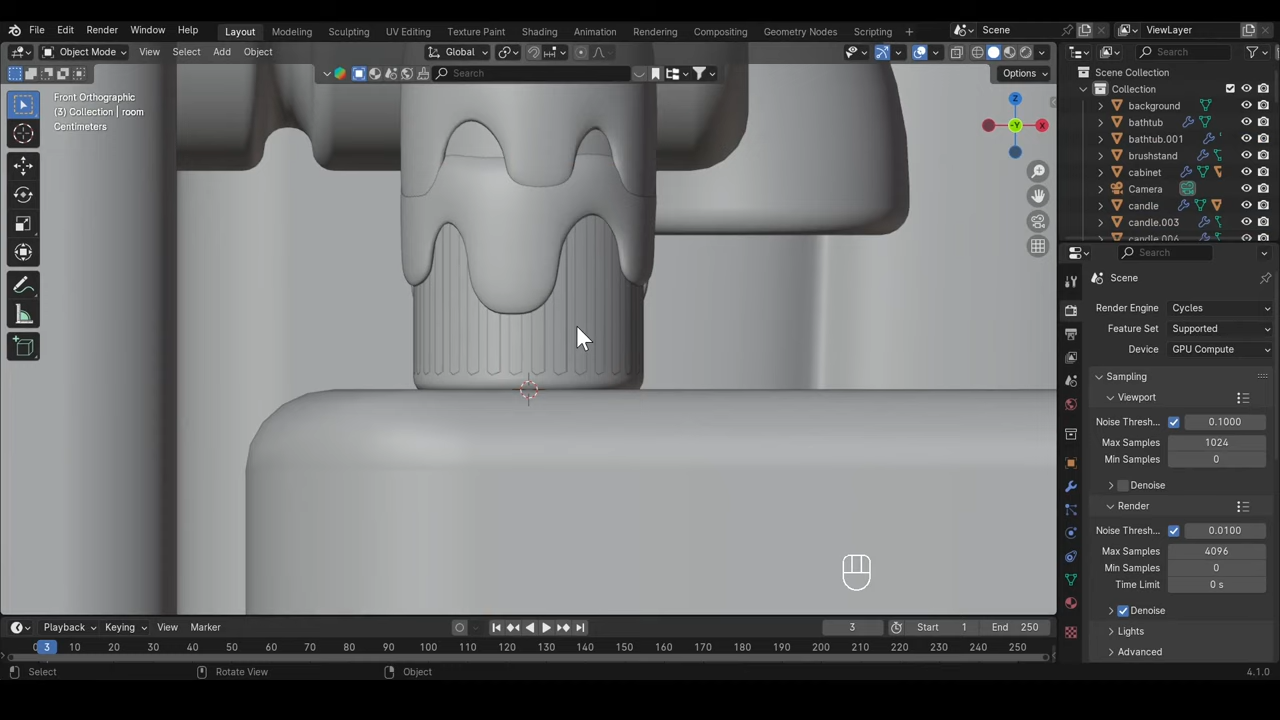 File Edit Render Window Help Layout Modeling Sculpting UV Editing Texture Paint Shading Animation Rendering Compositing Geometry Nodes Scripting Scene ViewLayer
Object Mode View Select Add Object Global Search
Search Options
Front Orthographic
(3) Collection | room
Centimeters
Z
-Y
X
Scene Collection
Collection
background
bathtub
bathtub.001
brushstand
cabinet
Camera
candle
candle.003
candle.006
Search
Scene
Render Engine Cycles
Feature Set Supported
Device GPU Compute
Sampling
Viewport
Noise Thresh.. 0.1000
Max Samples 1024
Min Samples 0
Denoise
Render
Noise Thresh.. 0.0100
Max Samples 4096
Min Samples 0
Time Limit 0 s
Denoise
Lights
Advanced
Playback Keying View Marker 3 Start 1 End 250
0 3 10 20 30 40 50 60 70 80 90 100 110 120 130 140 150 160 170 180 190 200 210 220 230 240 250
Select Rotate View Object 4.1.0